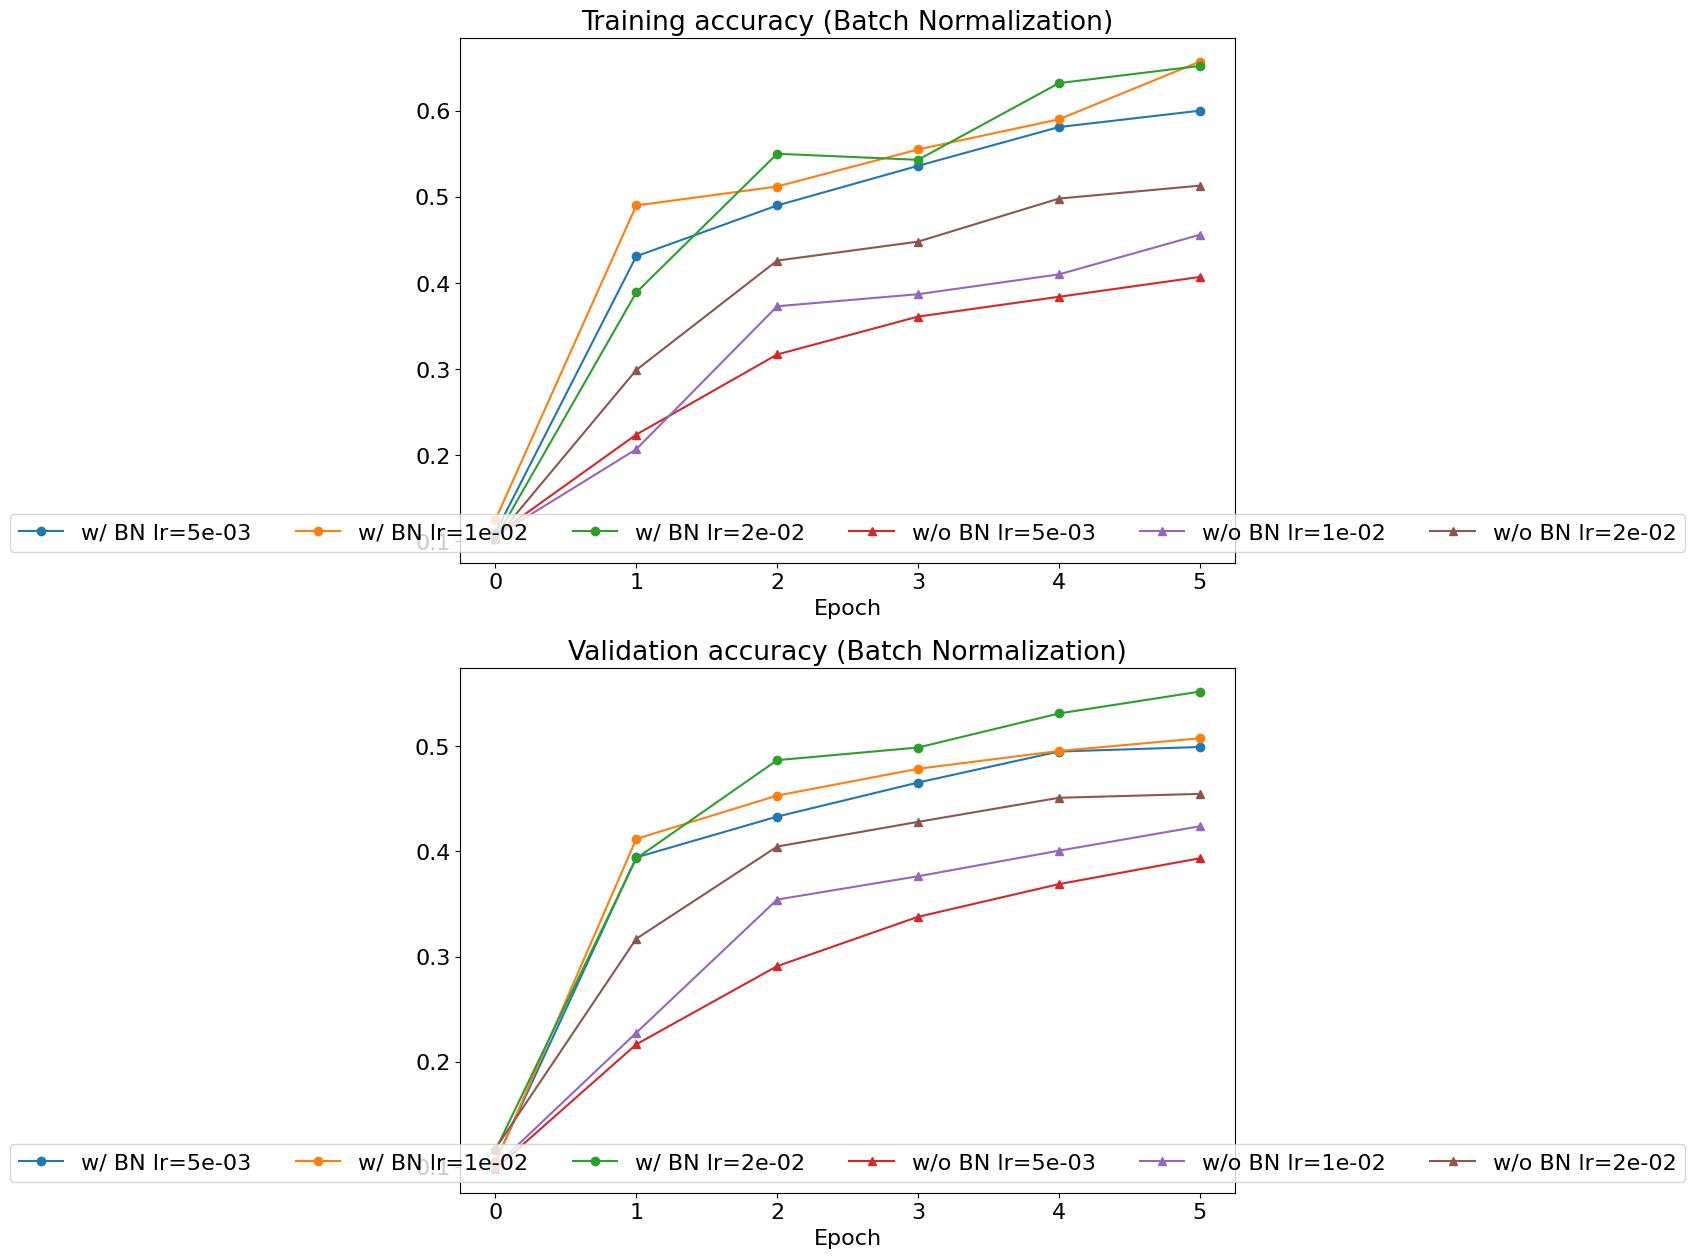 Training accuracy (Batch Normalization)
0.6
0.5
0.4
0.3
0.2
0.1
w/ BN lr=5e-03 w/ BN lr=1e-02 w/ BN lr=2e-02 w/o BN lr=5e-03 w/o BN lr=1e-02 w/o BN lr=2e-02
0 1 2 3 4 5
Epoch
Validation accuracy (Batch Normalization)
0.5
0.4
0.3
0.2
0.1
w/ BN lr=5e-03 w/ BN lr=1e-02 w/ BN lr=2e-02 w/o BN lr=5e-03 w/o BN lr=1e-02 w/o BN lr=2e-02
0 1 2 3 4 5
Epoch